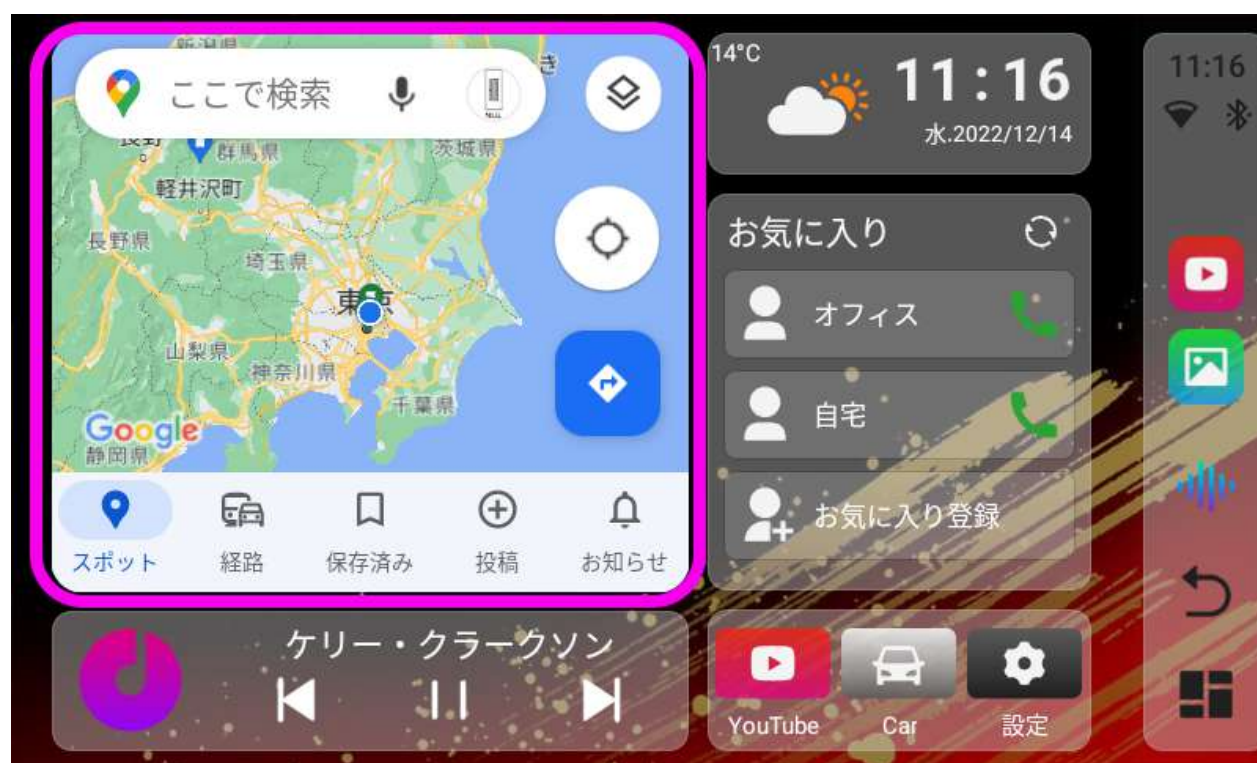 新潟県
ここで検索
き
長野
群馬県
茨城県
軽井沢町
長野県
埼玉県
東京
山梨県
神奈川県
千葉県
Google
静岡県
スポット
経路
保存済み
投稿
お知らせ
ケリー・クラークソン
14°C
11:16
水.2022/12/14
お気に入り
オフィス
自宅
お気に入り登録
YouTube
Car
設定
11:16